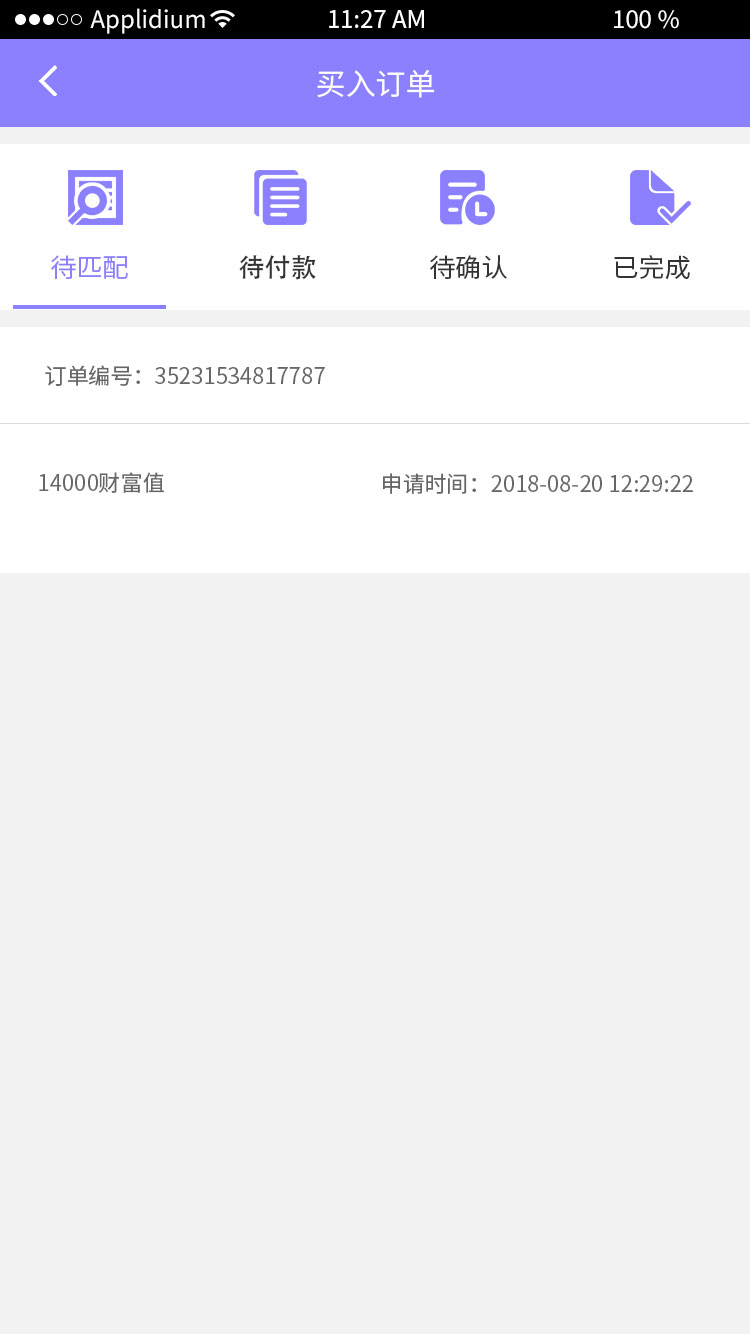 Applidium 11:27 AM 100 %
买入订单
待匹配 待付款 待确认 已完成
订单编号：35231534817787
14000财富值 申请时间：2018-08-20 12:29:22